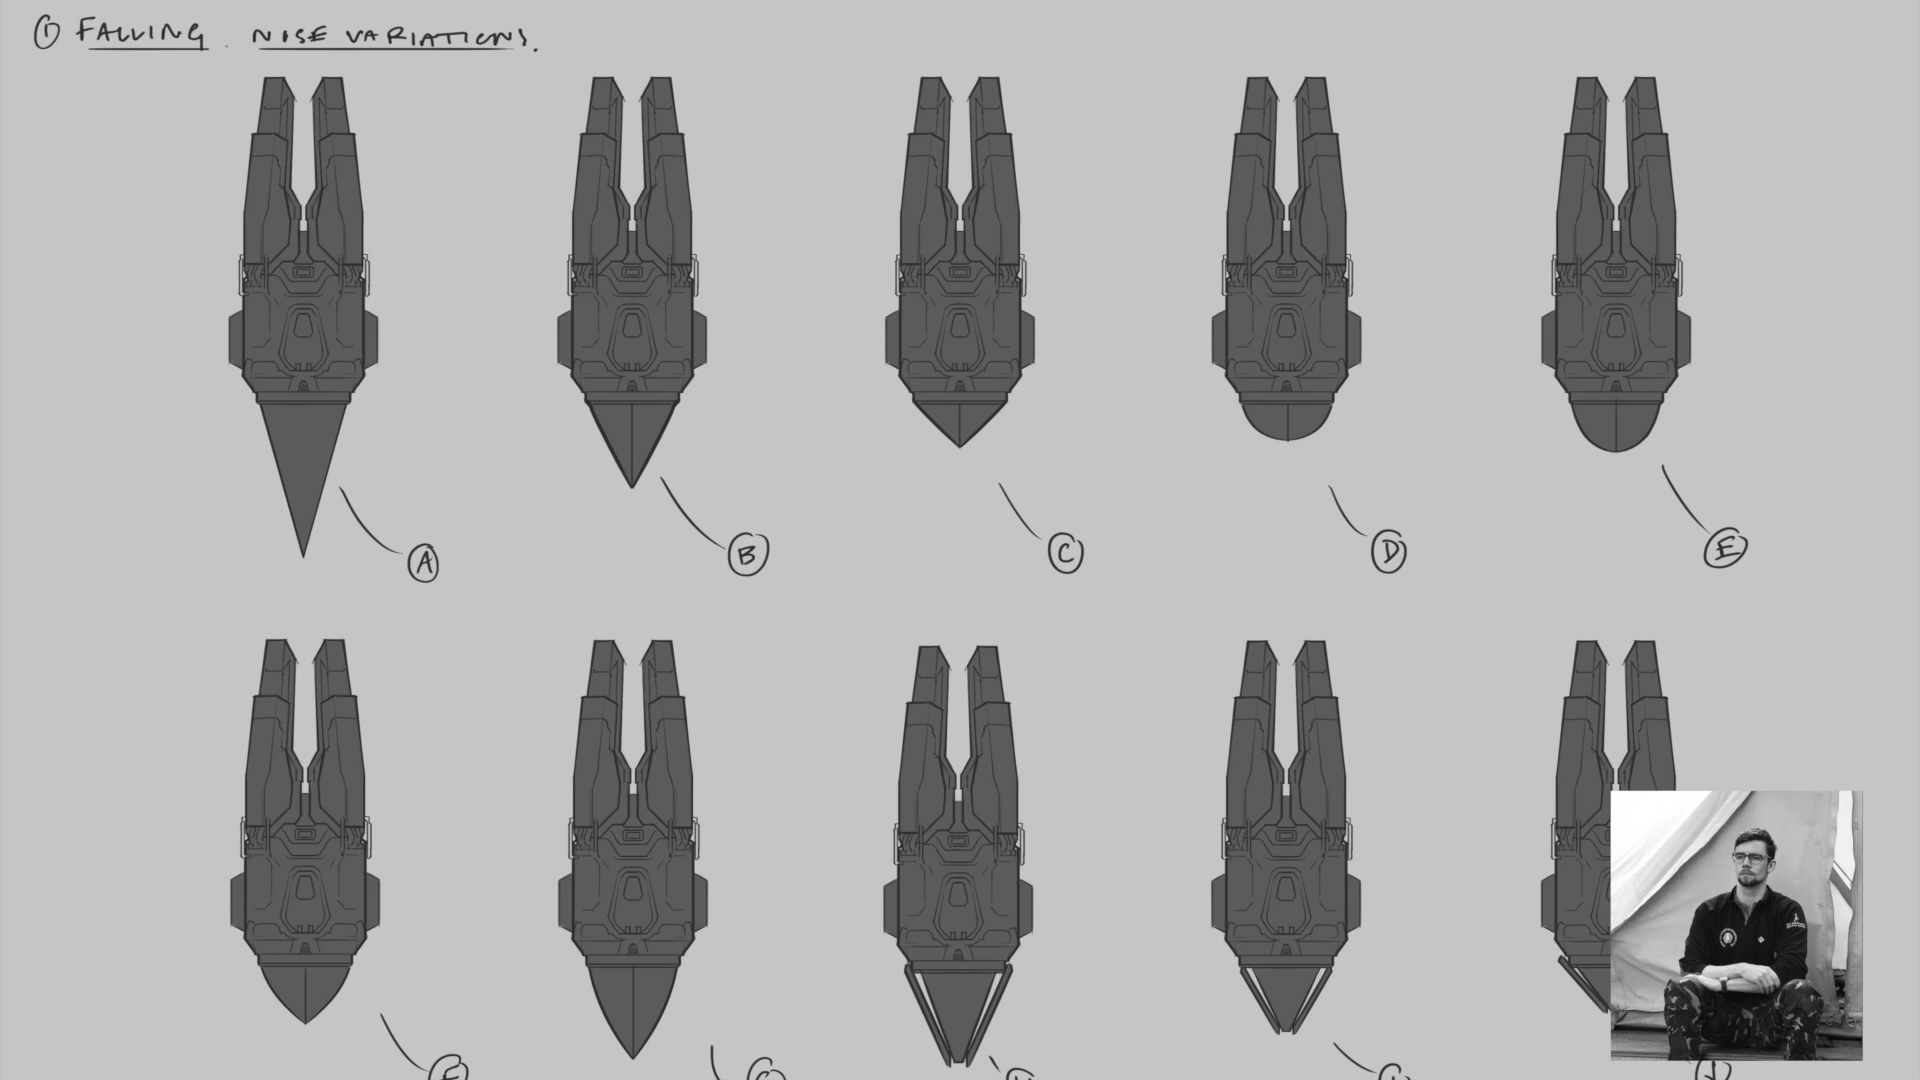 ① FALLING. NOSE VARIATIONS.
A
B
C
D
E
F
G